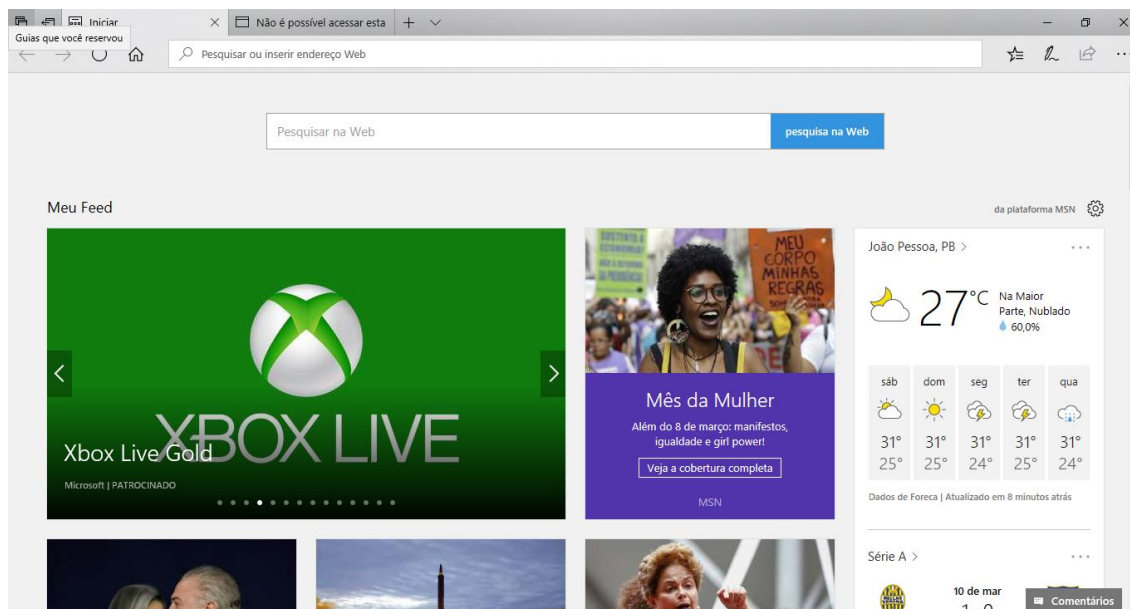 Iniciar
Não é possível acessar esta
Guias que você reservou
Pesquisar ou inserir endereço Web
Pesquisar na Web
pesquisa na Web
Meu Feed
da plataforma MSN
XBOX LIVE
Xbox Live Gold
Microsoft | PATROCINADO
MEU
CORPO
MINHAS
REGRAS
Mês da Mulher
Além do 8 de março: manifestos,
igualdade e girl power!
Veja a cobertura completa
MSN
João Pessoa, PB >
27°C
Na Maior
Parte, Nublado
60,0%
sáb dom seg ter qua
31° 31° 31° 31° 31°
25° 25° 24° 25° 24°
Dados de Foreca | Atualizado em 8 minutos atrás
Série A >
10 de mar
Comentários